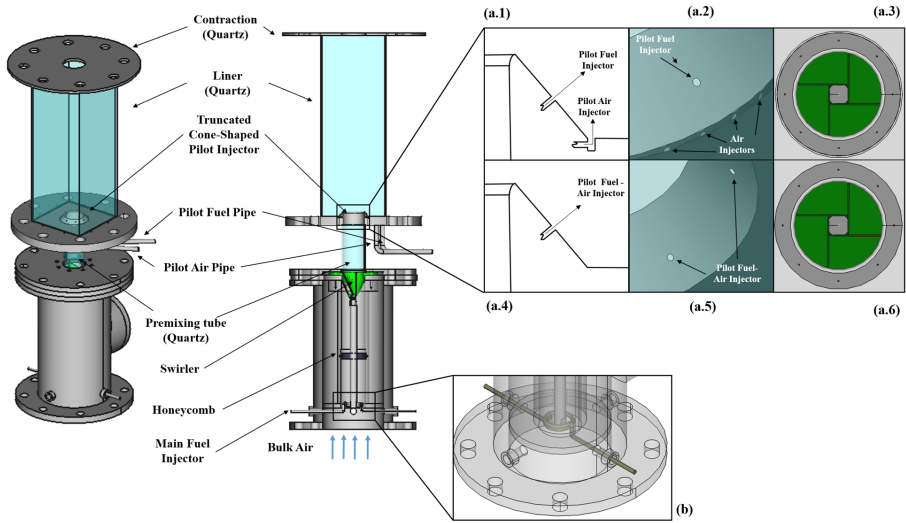 Contraction
(Quartz)
Liner
(Quartz)
Truncated
Cone-Shaped
Pilot Injector
Pilot Fuel Pipe
Pilot Air Pipe
Premixing tube
(Quartz)
Swirler
Honeycomb
Main Fuel
Injector
Bulk Air
(a.1)
(a.2)
(a.3)
Pilot Fuel
Injector
Pilot Air
Injector
Pilot Fuel
Injector
Air
Injectors
Pilot Fuel -
Air Injector
Pilot Fuel-
Air Injector
(a.4)
(a.5)
(a.6)
(b)